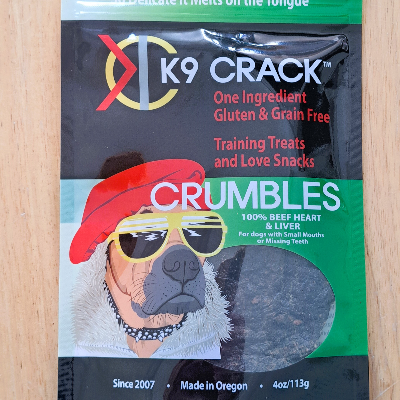 so Delicate it Melts on the Tongue
K9 CRACK™
One Ingredient
Gluten & Grain Free
Training Treats
and Love Snacks
CRUMBLES
100% BEEF HEART
& LIVER
For dogs with Small Mouths
or Missing Teeth
Since 2007 • Made in Oregon • 4oz/113g